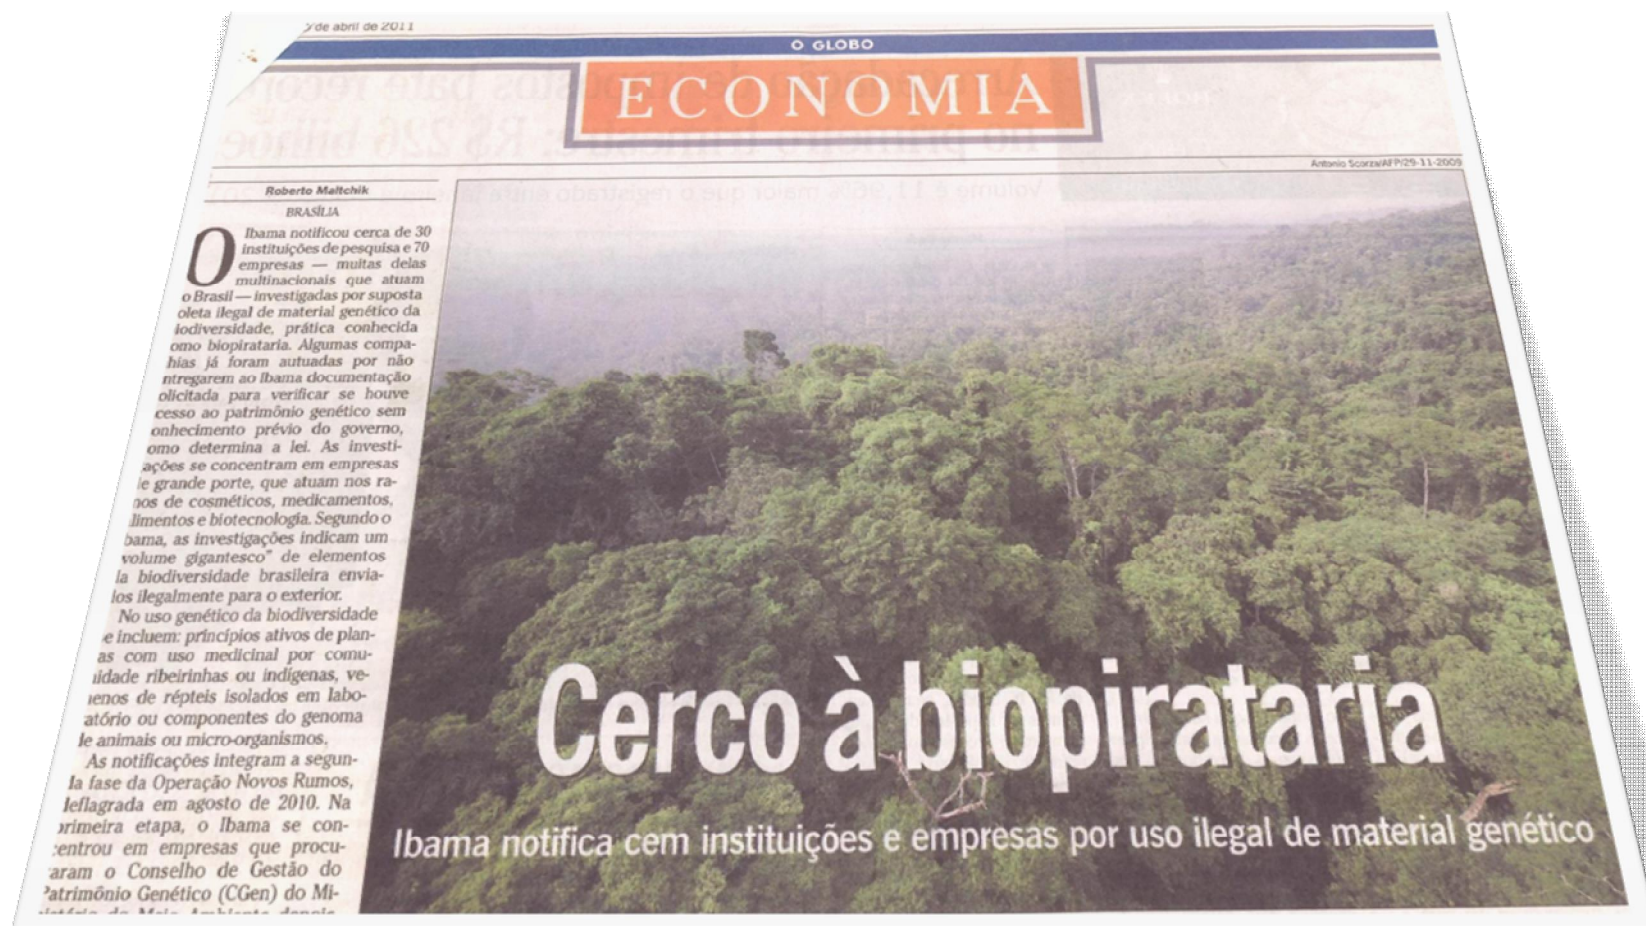 de abril de 2011
O GLOBO
ECONOMIA
Antonio Scorza/AFP/29-11-2009
Roberto Maltchik
BRASÍLIA
O Ibama notificou cerca de 30
instituições de pesquisa e 70
empresas — muitas delas
multinacionais que atuam
o Brasil — investigadas por suposta
oleta ilegal de material genético da
iodiversidade, prática conhecida
omo biopirataria. Algumas compa-
hias já foram autuadas por não
ntregarem ao Ibama documentação
olicitada para verificar se houve
cesso ao patrimônio genético sem
onhecimento prévio do governo,
omo determina a lei. As investi-
ações se concentram em empresas
e grande porte, que atuam nos ra-
nos de cosméticos, medicamentos,
limentos e biotecnologia. Segundo o
bama, as investigações indicam um
volume gigantesco" de elementos
la biodiversidade brasileira envia-
los ilegalmente para o exterior.
No uso genético da biodiversidade
e incluem: princípios ativos de plan-
as com uso medicinal por comu-
idade ribeirinhas ou indígenas, ve-
enos de répteis isolados em labo-
atório ou componentes do genoma
le animais ou micro-organismos.
As notificações integram a segun-
la fase da Operação Novos Rumos,
leflagrada em agosto de 2010. Na
primeira etapa, o Ibama se con-
centrou em empresas que procu-
aram o Conselho de Gestão do
Patrimônio Genético (CGen) do Mi-
Cerco à biopirataria
Ibama notifica cem instituições e empresas por uso ilegal de material genético